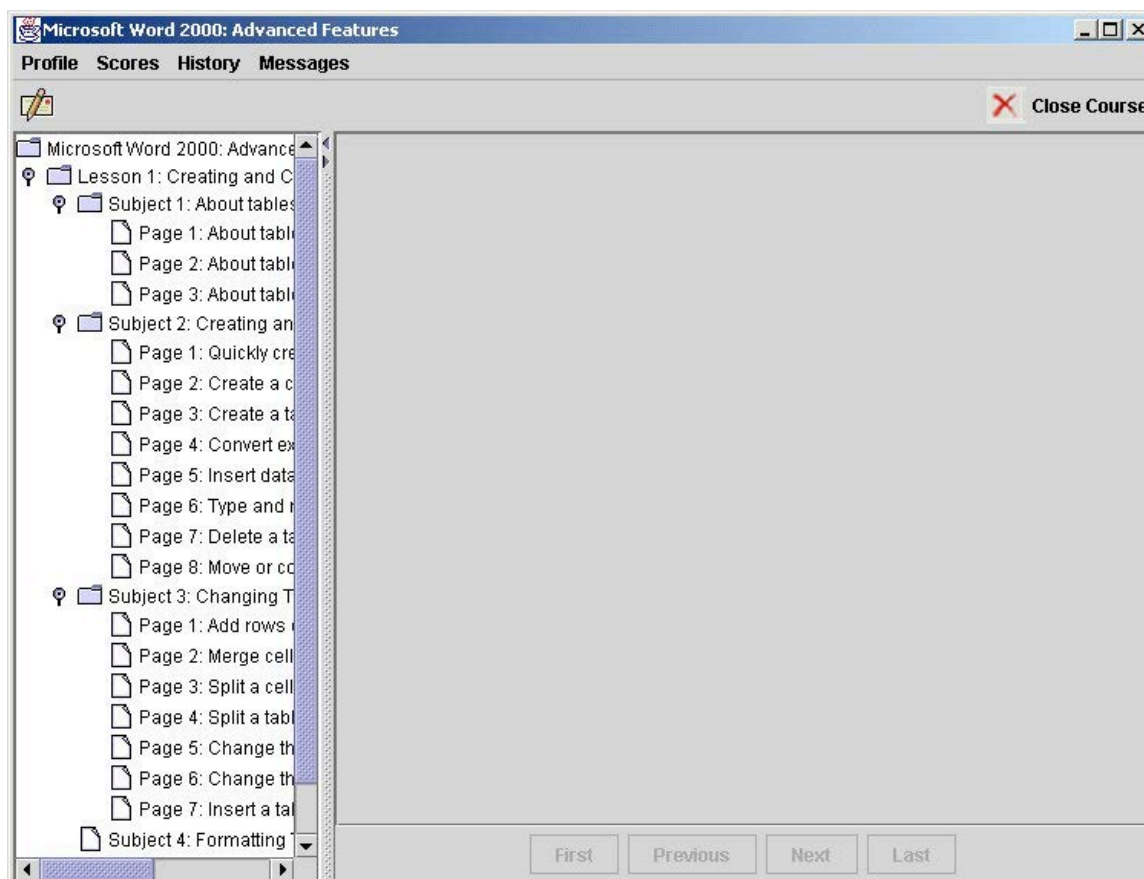 Microsoft Word 2000: Advanced Features
Profile Scores History Messages
Close Course
Microsoft Word 2000: Advance
Lesson 1: Creating and C
Subject 1: About tables
Page 1: About tabl
Page 2: About table
Page 3: About tabl
Subject 2: Creating an
Page 1: Quickly cre
Page 2: Create a c
Page 3: Create a ta
Page 4: Convert ex
Page 5: Insert data
Page 6: Type and
Page 7: Delete a ta
Page 8: Move or co
Subject 3: Changing T
Page 1: Add rows
Page 2: Merge cell
Page 3: Split a cell
Page 4: Split a tabl
Page 5: Change th
Page 6: Change th
Page 7: Insert a tal
Subject 4: Formatting
First Previous Next Last